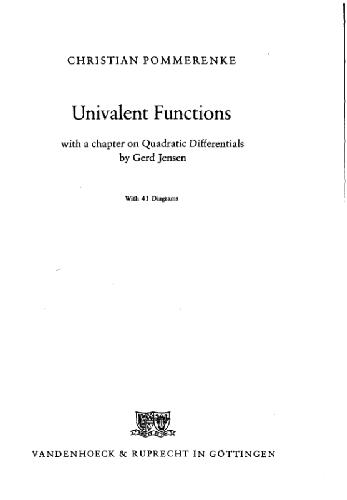 CHRISTIAN POMMERENKE
Univalent Functions
with a chapter on Quadratic Differentials
by Gerd Jensen
With 41 Diagrams
VANDENHOECK & RUPRECHT IN GÖTTINGEN